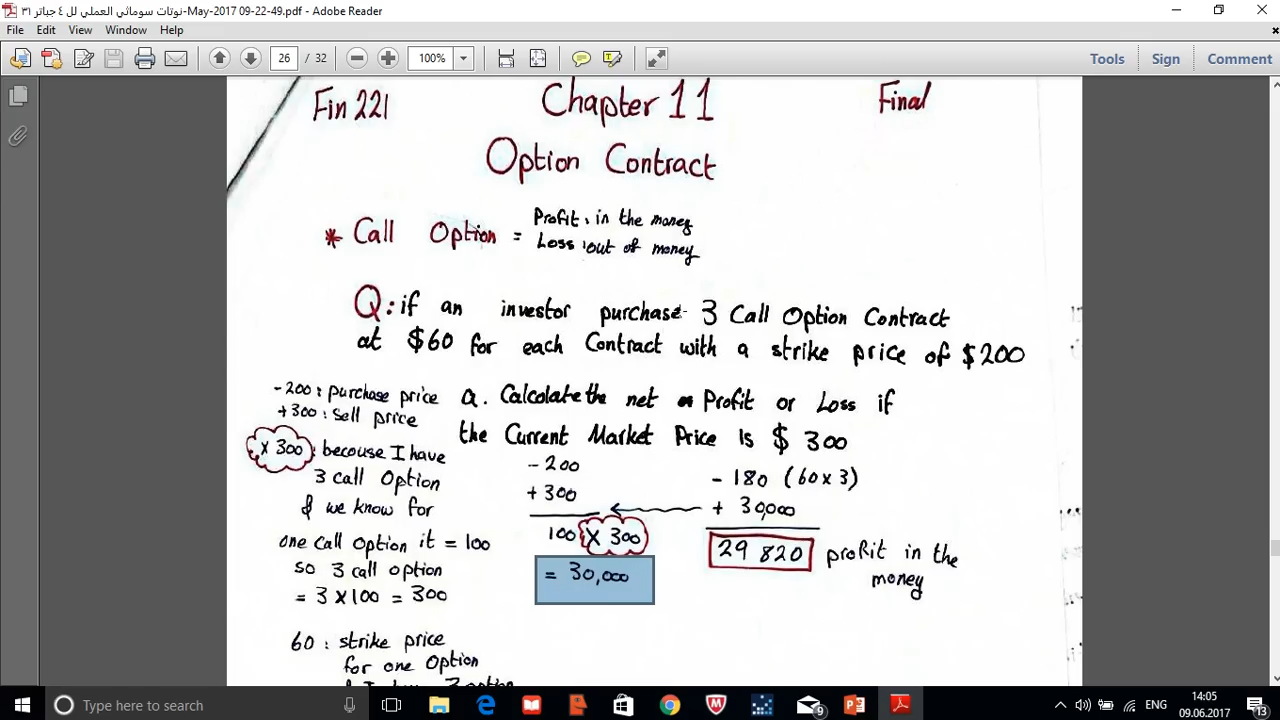 نوتات سوماثي العملي لل ٤ جباتر ٣١-May-2017 09-22-49.pdf - Adobe Reader
File Edit View Window Help
26 / 32
100%
Tools Sign Comment
Fin 221 Chapter 11 Final
Option Contract
* Call Option = Profit : in the money
Loss : out of money
Q: if an investor purchase 3 Call Option Contract
at $60 for each Contract with a strike price of $200
a. Calculate the net Profit or Loss if
the Current Market Price Is $ 300
- 200 : purchase price
+ 300 : sell price
x 300 : becouse I have
3 call Option
& we know for
one call option it = 100
so 3 call option
= 3 x 100 = 300
60 : strike price
for one Option
- 200
+ 300
100 x 300
= 30,000
- 180 (60 x 3)
+ 30,000
29 820 profit in the
money
Type here to search
9
ENG
14:05
09.06.2017
13